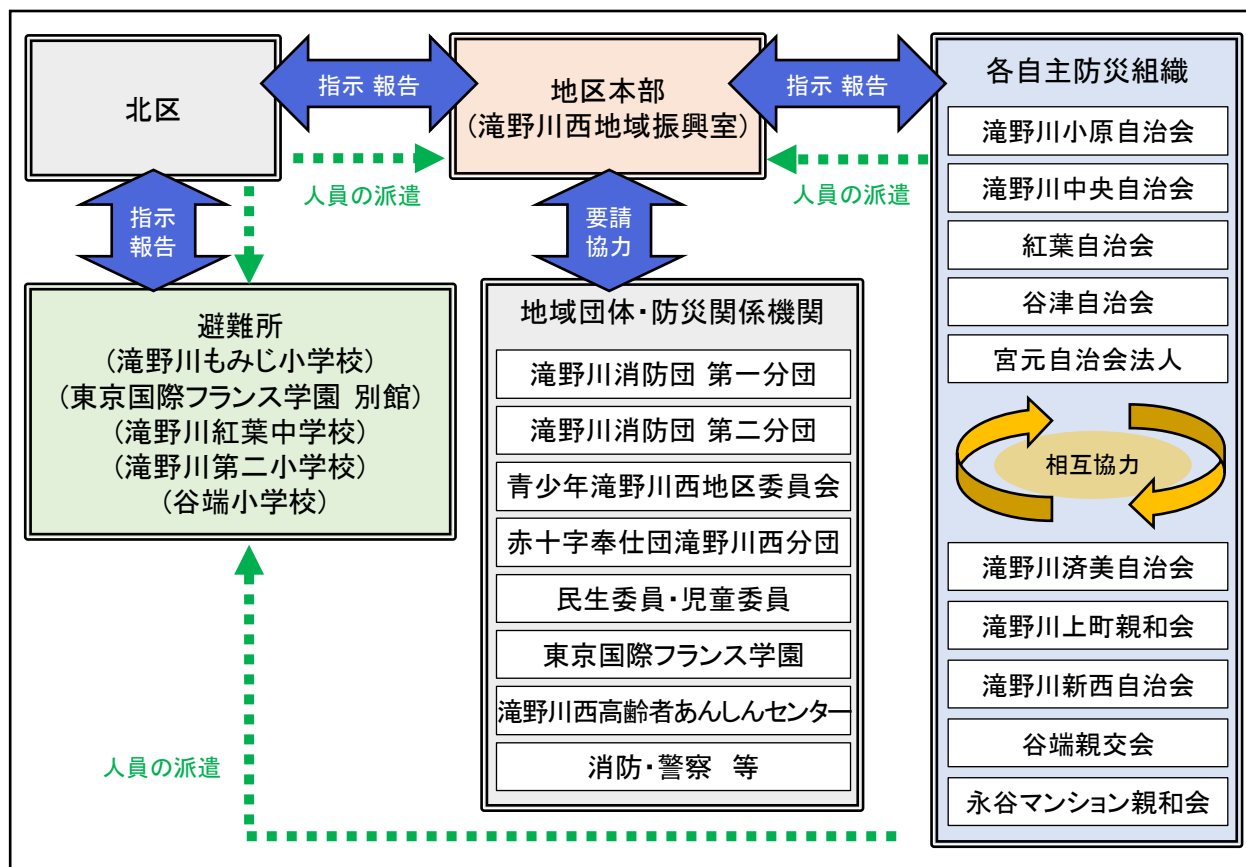 北区
指示 報告
地区本部
(滝野川西地域振興室)
指示 報告
各自主防災組織
滝野川小原自治会
滝野川中央自治会
紅葉自治会
谷津自治会
宮元自治会法人
相互協力
滝野川済美自治会
滝野川上町親和会
滝野川新西自治会
谷端親交会
永谷マンション親和会
人員の派遣
人員の派遣
指示
報告
要請
協力
避難所
(滝野川もみじ小学校)
(東京国際フランス学園 別館)
(滝野川紅葉中学校)
(滝野川第二小学校)
(谷端小学校)
地域団体・防災関係機関
滝野川消防団 第一分団
滝野川消防団 第二分団
青少年滝野川西地区委員会
赤十字奉仕団滝野川西分団
民生委員・児童委員
東京国際フランス学園
滝野川西高齢者あんしんセンター
消防・警察 等
人員の派遣